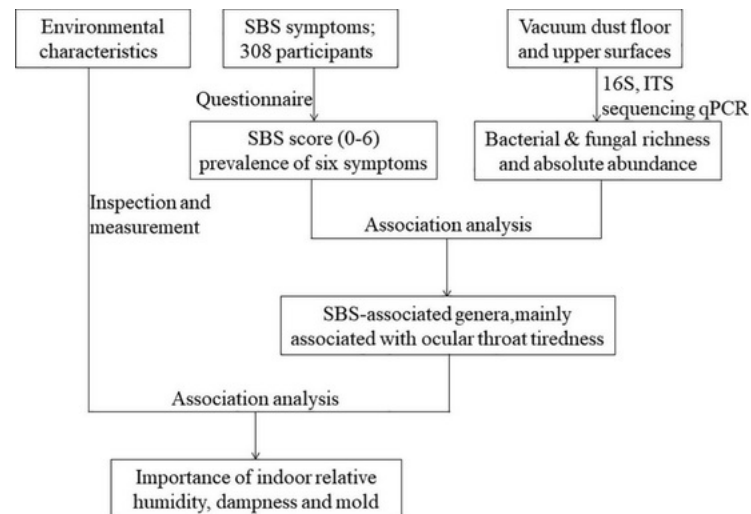 Environmental
characteristics
SBS symptoms;
308 participants
Vacuum dust floor
and upper surfaces
Questionnaire
16S, ITS
sequencing qPCR
SBS score (0-6)
prevalence of six symptoms
Bacterial & fungal richness
and absolute abundance
Inspection and
measurement
Association analysis
SBS-associated genera,mainly
associated with ocular throat tiredness
Association analysis
Importance of indoor relative
humidity, dampness and mold